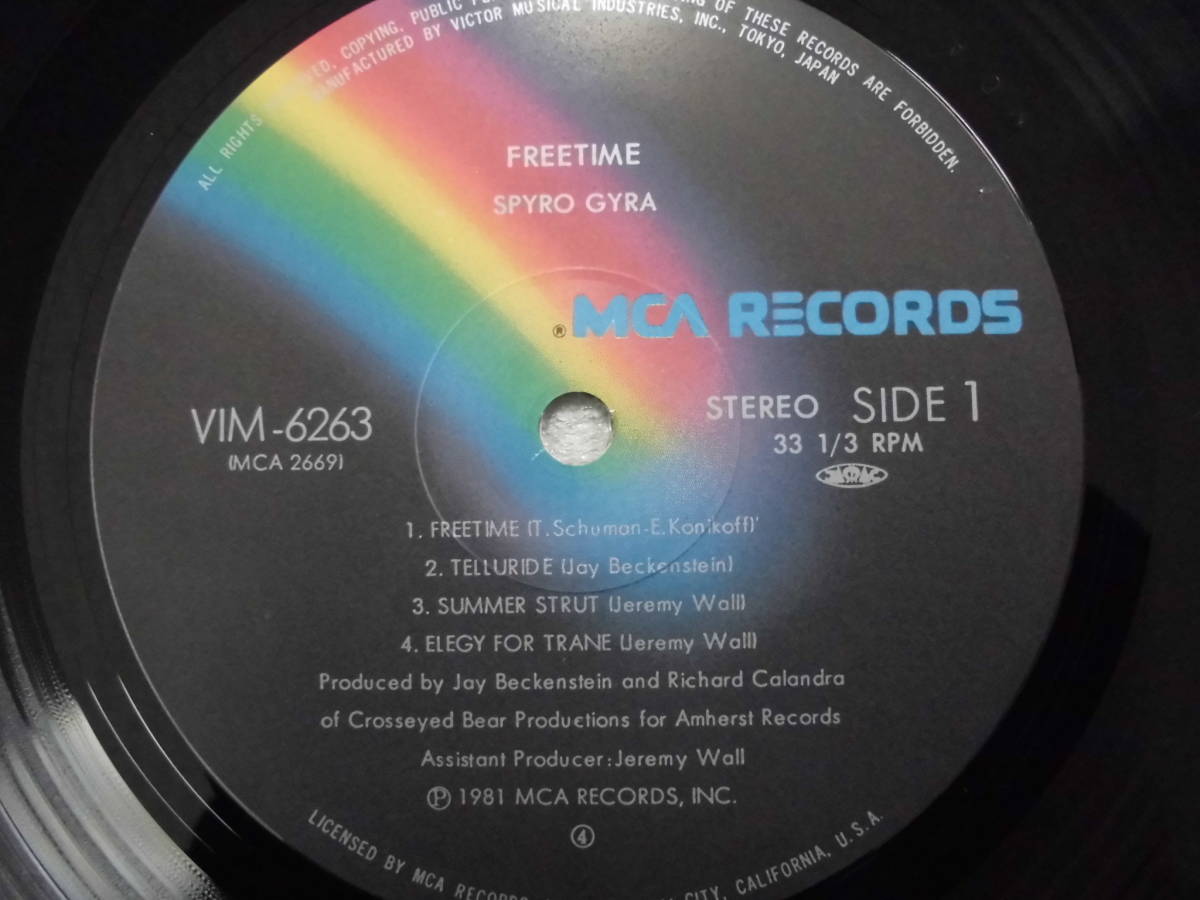 ALL RIGHTS COPYING, PUBLIC OF THESE RECORDS ARE FORBIDDEN.
MANUFACTURED BY VICTOR MUSICAL INDUSTRIES, INC., TOKYO, JAPAN
FREETIME
SPYRO GYRA
® MCA RECORDS
VIM-6263
(MCA 2669)
STEREO SIDE 1
33 1/3 RPM
1. FREETIME (T. Schuman-E. Konikoff)
2. TELLURIDE (Jay Beckenstein)
3. SUMMER STRUT (Jeremy Wall)
4. ELEGY FOR TRANE (Jeremy Wall)
Produced by Jay Beckenstein and Richard Calandra
of Crosseyed Bear Productions for Amherst Records
Assistant Producer: Jeremy Wall
℗ 1981 MCA RECORDS, INC.
④
LICENSED BY MCA RECORDS CITY, CALIFORNIA, U.S.A.